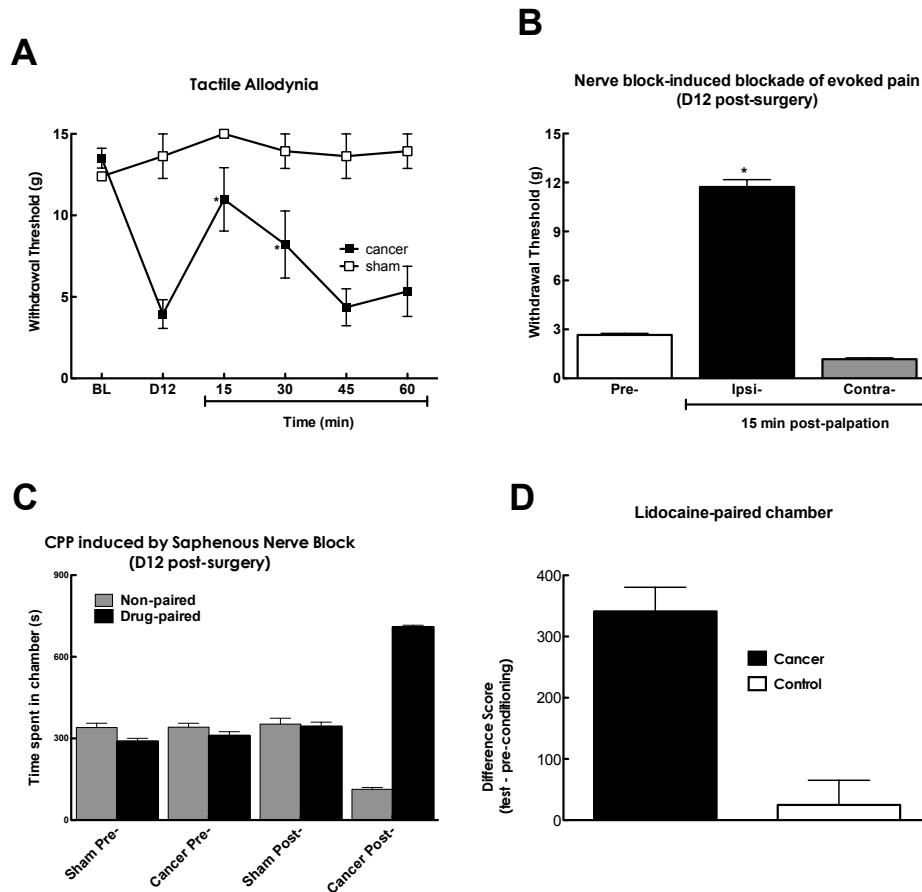 A
Tactile Allodynia
Withdrawal Threshold (g)
15
10
5
0
*
*
cancer
sham
BL
D12
15
30
45
60
Time (min)
B
Nerve block-induced blockade of evoked pain
(D12 post-surgery)
Withdrawal Threshold (g)
15
12
9
6
3
0
*
Pre-
Ipsi-
Contra-
15 min post-palpation
C
CPP induced by Saphenous Nerve Block
(D12 post-surgery)
Time spent in chamber (s)
900
600
300
0
Non-paired
Drug-paired
Sham Pre-
Cancer Pre-
Sham Post-
Cancer Post-
D
Lidocaine-paired chamber
Difference Score
(test - pre-conditioning)
400
300
200
100
0
Cancer
Control